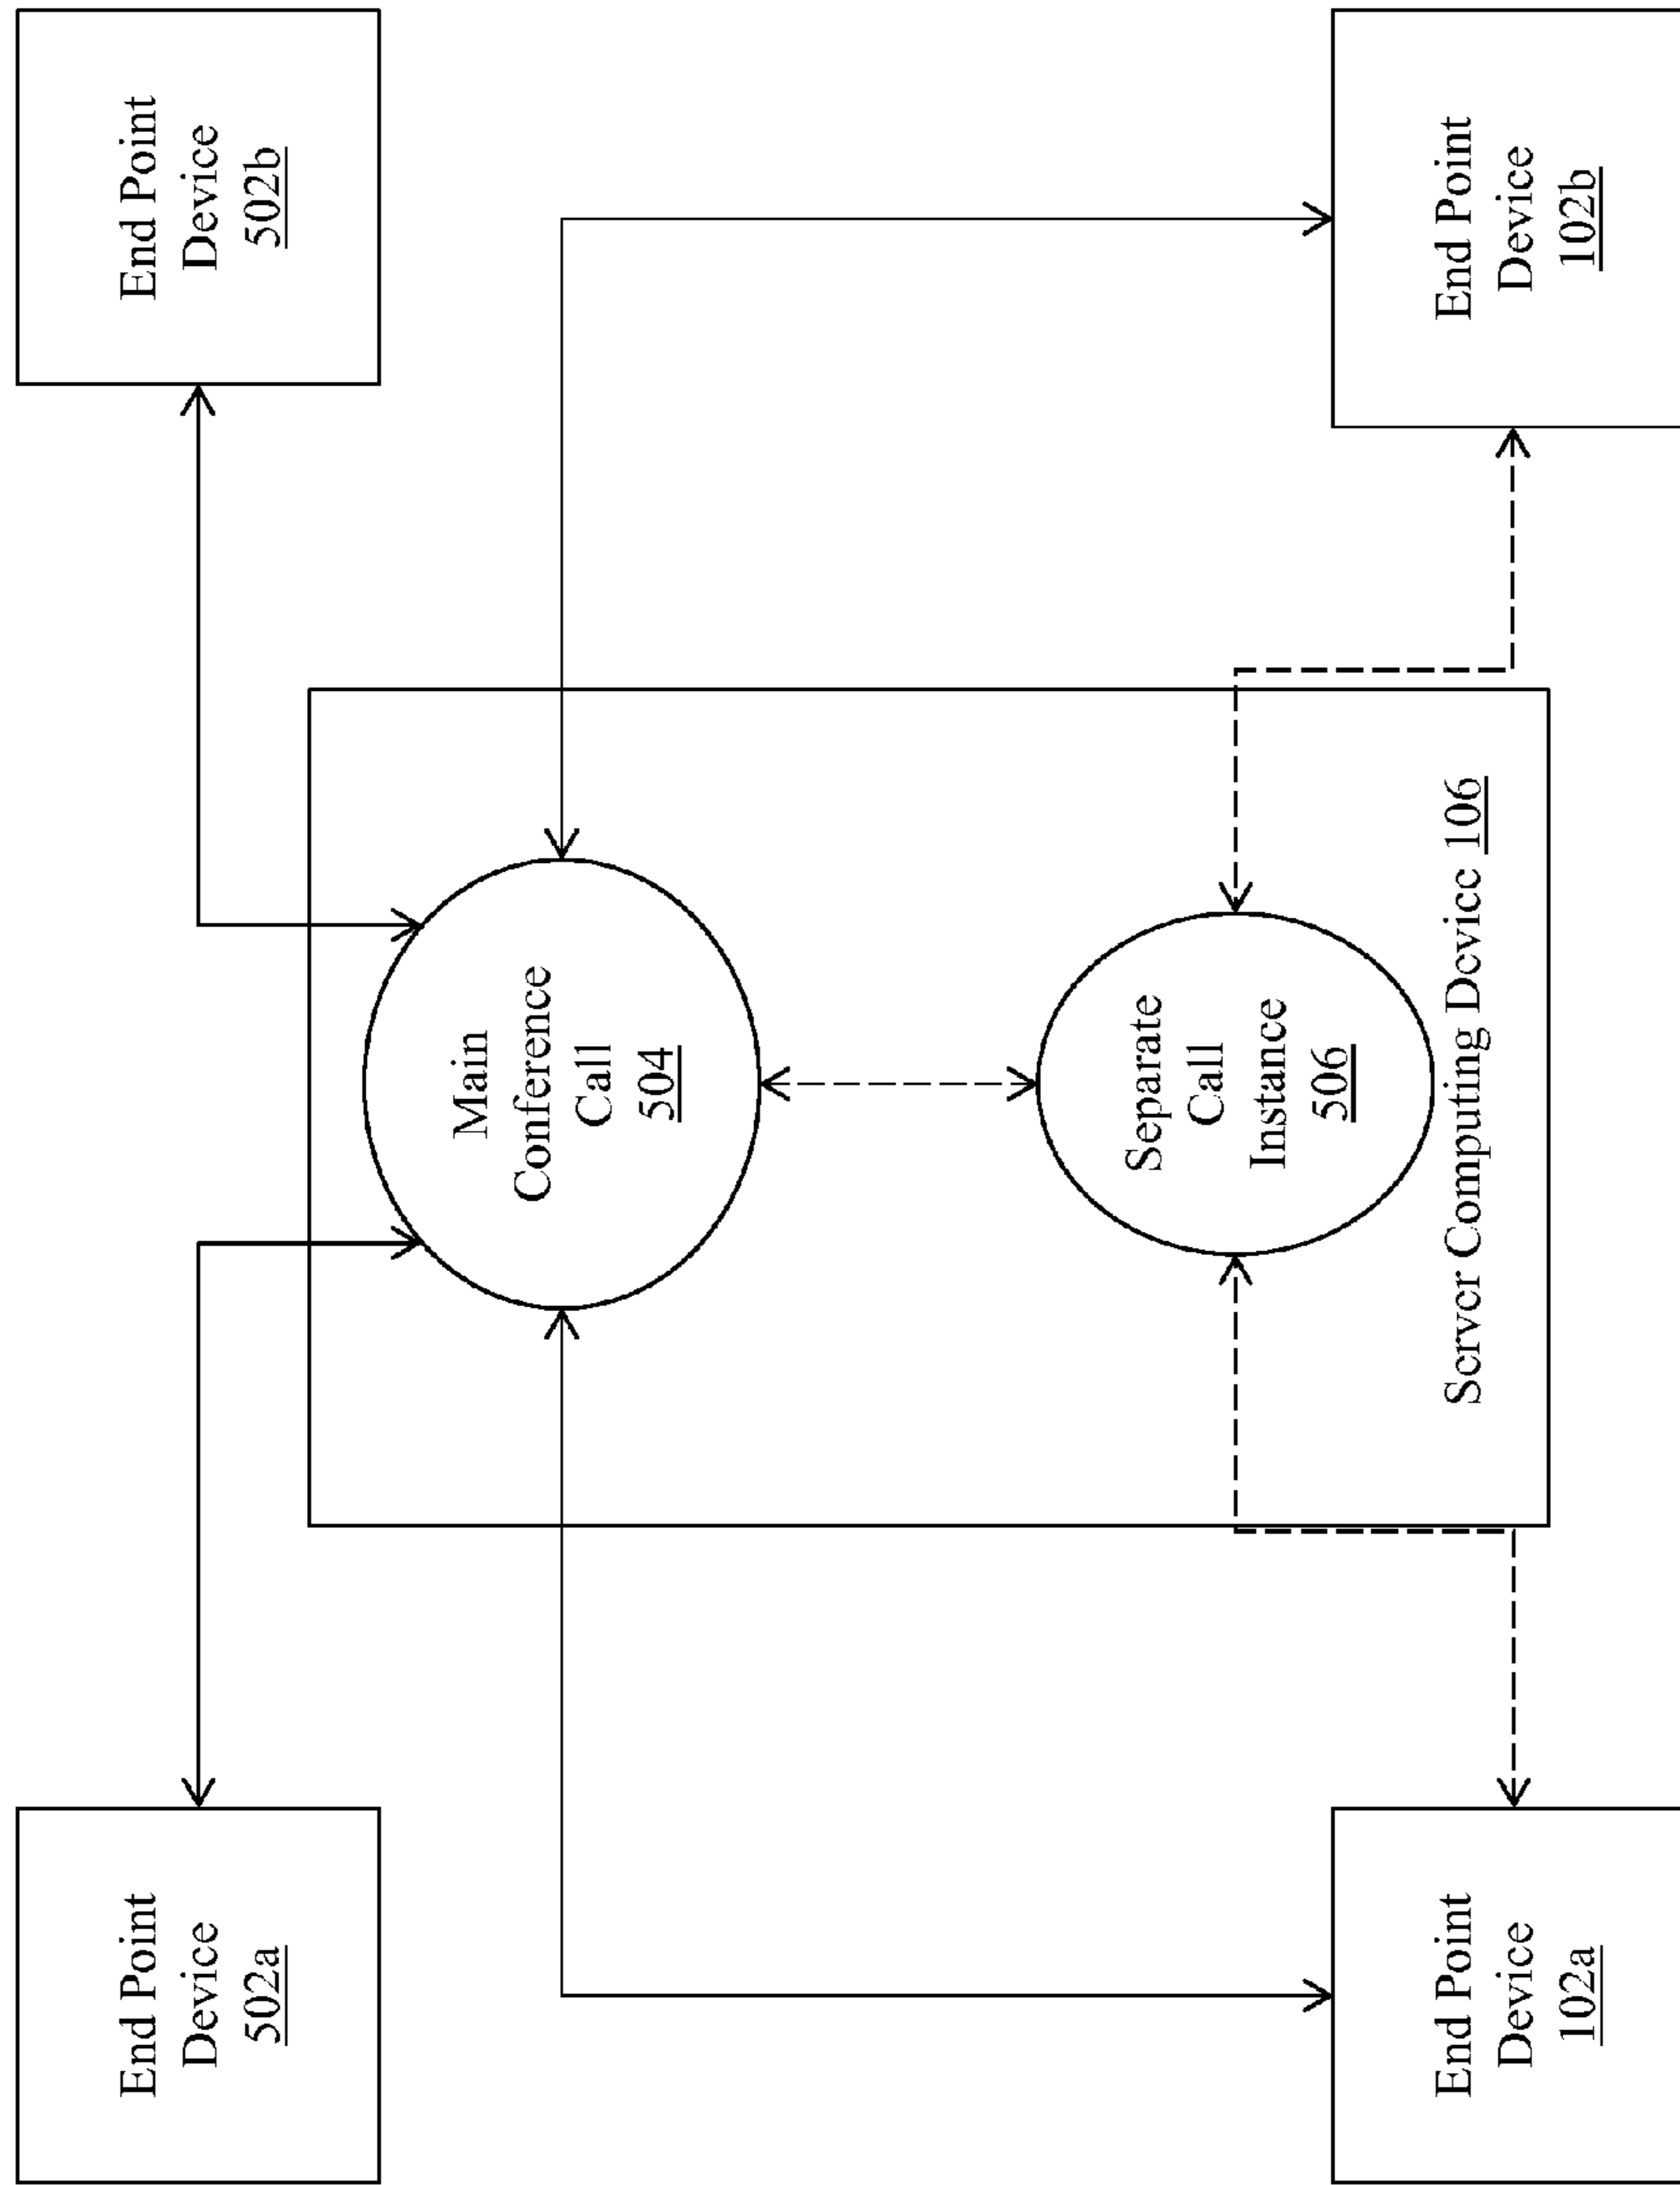 End Point
Device
502a
End Point
Device
502b
Main
Conference
Call
504
Separate
Call
Instance
506
Server Computing Device 106
End Point
Device
102a
End Point
Device
102b